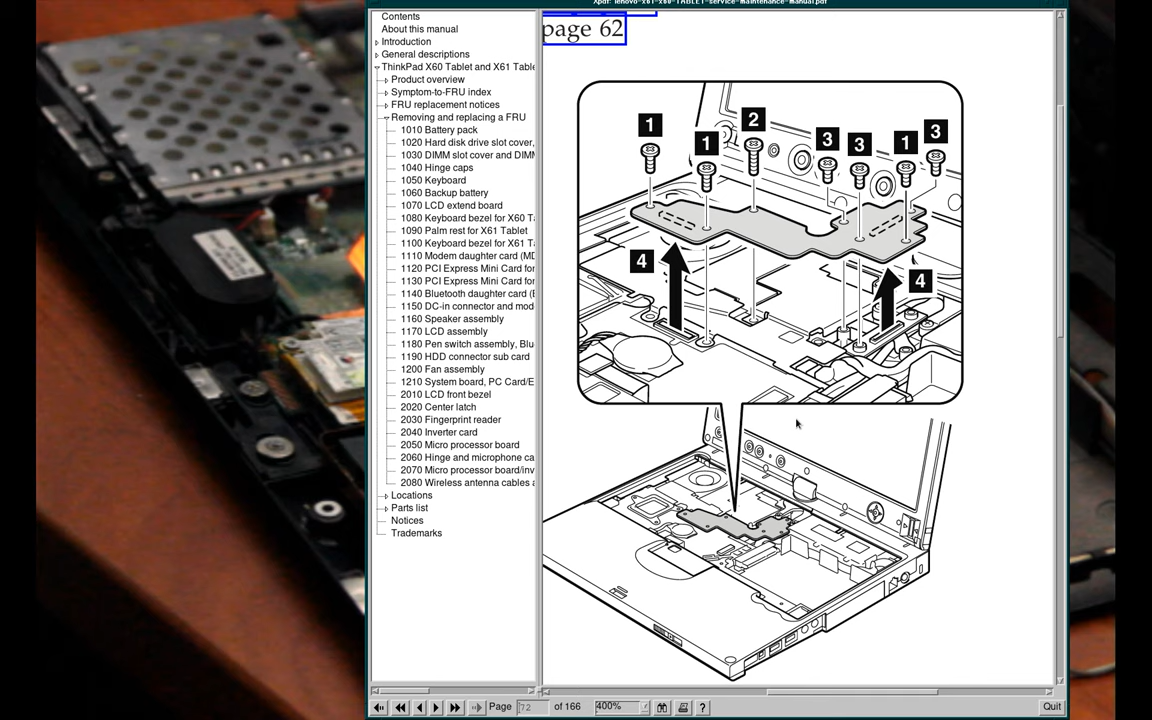 Xpdf: lenovo-x61-x60-TABLET-service-maintenance-manual.pdf
Contents
About this manual
Introduction
General descriptions
ThinkPad X60 Tablet and X61 Table
Product overview
Symptom-to-FRU index
FRU replacement notices
Removing and replacing a FRU
1010 Battery pack
1020 Hard disk drive slot cover,
1030 DIMM slot cover and DIMM
1040 Hinge caps
1050 Keyboard
1060 Backup battery
1070 LCD extend board
1080 Keyboard bezel for X60 T
1090 Palm rest for X61 Tablet
1100 Keyboard bezel for X61 T
1110 Modem daughter card (MD
1120 PCI Express Mini Card for
1130 PCI Express Mini Card for
1140 Bluetooth daughter card (B
1150 DC-in connector and mod
1160 Speaker assembly
1170 LCD assembly
1180 Pen switch assembly, Blu
1190 HDD connector sub card
1200 Fan assembly
1210 System board, PC Card/E
2010 LCD front bezel
2020 Center latch
2030 Fingerprint reader
2040 Inverter card
2050 Micro processor board
2060 Hinge and microphone ca
2070 Micro processor board/inv
2080 Wireless antenna cables a
Locations
Parts list
Notices
Trademarks
page 62
1 1 2 3 3 1 3
4 4
Page 72 of 166 400% ? Quit